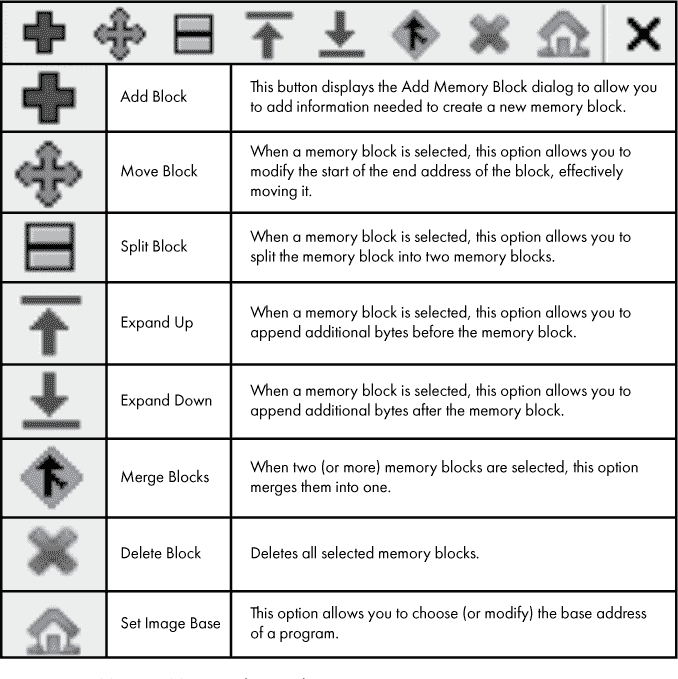 Add Block
This button displays the Add Memory Block dialog to allow you
to add information needed to create a new memory block.
Move Block
When a memory block is selected, this option allows you to
modify the start of the end address of the block, effectively
moving it.
Split Block
When a memory block is selected, this option allows you to
split the memory block into two memory blocks.
Expand Up
When a memory block is selected, this option allows you to
append additional bytes before the memory block.
Expand Down
When a memory block is selected, this option allows you to
append additional bytes after the memory block.
Merge Blocks
When two (or more) memory blocks are selected, this option
merges them into one.
Delete Block
Deletes all selected memory blocks.
Set Image Base
This option allows you to choose (or modify) the base address
of a program.